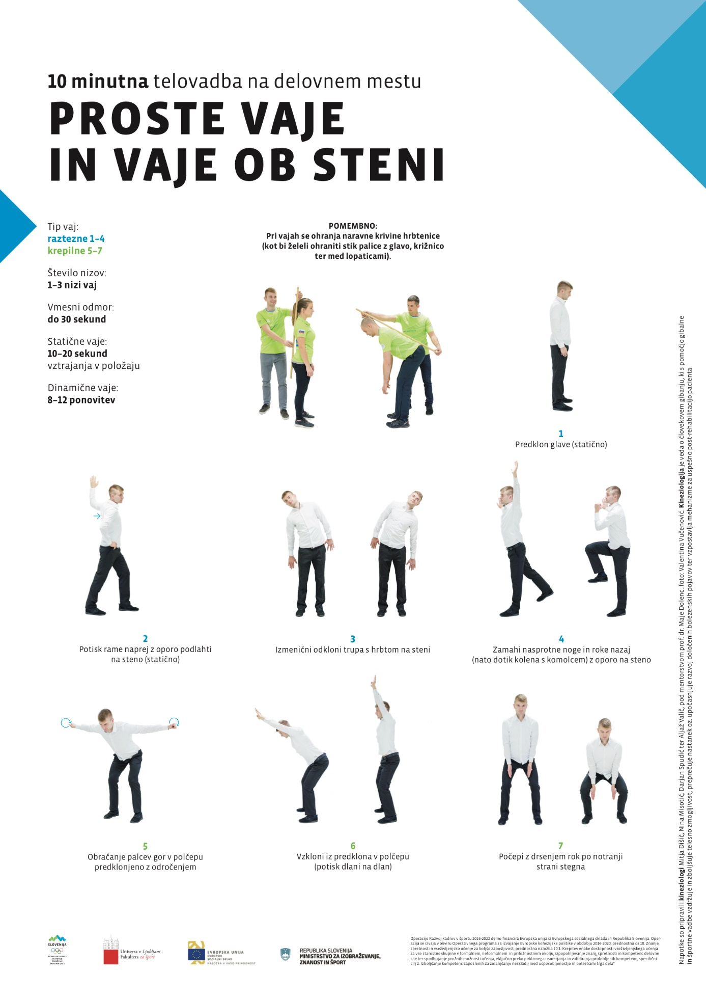 10 minutna telovadba na delovnem mestu
PROSTE VAJE
IN VAJE OB STENI
Tip vaj:
raztezne 1–4
krepilne 5–7
Število nizov:
1–3 nizi vaj
Vmesni odmor:
do 30 sekund
Statične vaje:
10–20 sekund
vztrajanja v položaju
Dinamične vaje:
8–12 ponovitev
POMEMBNO:
Pri vajah se ohranja naravne krivine hrbtenice
(kot bi želeli ohraniti stik palice z glavo, križnico
ter med lopaticami).
1
Predklon glave (statično)
2
Potisk rame naprej z oporo podlahti
na steno (statično)
3
Izmenični odkloni trupa s hrbtom na steni
4
Zamahi nasprotne noge in roke nazaj
(nato dotik kolena s komolcem) z oporo na steno
5
Obračanje palcev gor v polčepu
predklonjeno z odročenjem
6
Vzkloni iz predklona v polčepu
(potisk dlani na dlan)
7
Počepi z drsenjem rok po notranji
strani stegna
Napotke so pripravili kineziologi Mitja Dišič, Nina Misotič, Darjan Spudić ter Aljaž Valič, pod mentorstvom prof. dr. Maje Dolenc. foto: Valentina Vučenović. Kineziologija je veda o človekovem gibanju, ki s pomočjo gibalne
in športne vadbe vzdržuje in zboljšuje telesno zmogljivost, preprečuje nastanek oz. upočasnjuje razvoj določenih bolezenskih pojavov ter vzpostavlja mehanizme za uspešno post-rehabilitacijo pacienta.
SLOVENIJA
OLIMPIJSKI KOMITE
SLOVENIJE
ZDRUŽENJE
ŠPORTNIH ZVEZ
Univerza v Ljubljani
Fakulteta za šport
EVROPSKA UNIJA
EVROPSKI
SOCIALNI SKLAD
NALOŽBA V VAŠO PRIHODNOST
REPUBLIKA SLOVENIJA
MINISTRSTVO ZA IZOBRAŽEVANJE,
ZNANOST IN ŠPORT
Operacijo Razvoj kadrov v športu 2016-2022 delno financira Evropska unija iz Evropskega socialnega sklada in Republika Slovenija. Oper-
acija se izvaja v okviru Operativnega programa za izvajanje Evropske kohezijske politike v obdobju 2014-2020, prednostna os 10. Znanje,
spretnost in vseživljenjsko učenje za boljšo zaposljivost; prednostna naložba:10.1: Krepitev enake dostopnosti vseživljenjskega učenja
za vse starostne skupine v formalnem, neformalnem in priložnostnem okolju, izpopolnjevanje znanj, spretnosti in kompetenc delovne
sile ter spodbujanje prožnih možnosti učenja, vključno preko poklicnega usmerjanja in validiranja pridobljenih kompetenc, specifični
cilj 2: Izboljšanje kompetenc zaposlenih za zmanjšanje neskladij med usposobljenostjo in potrebami trga dela"